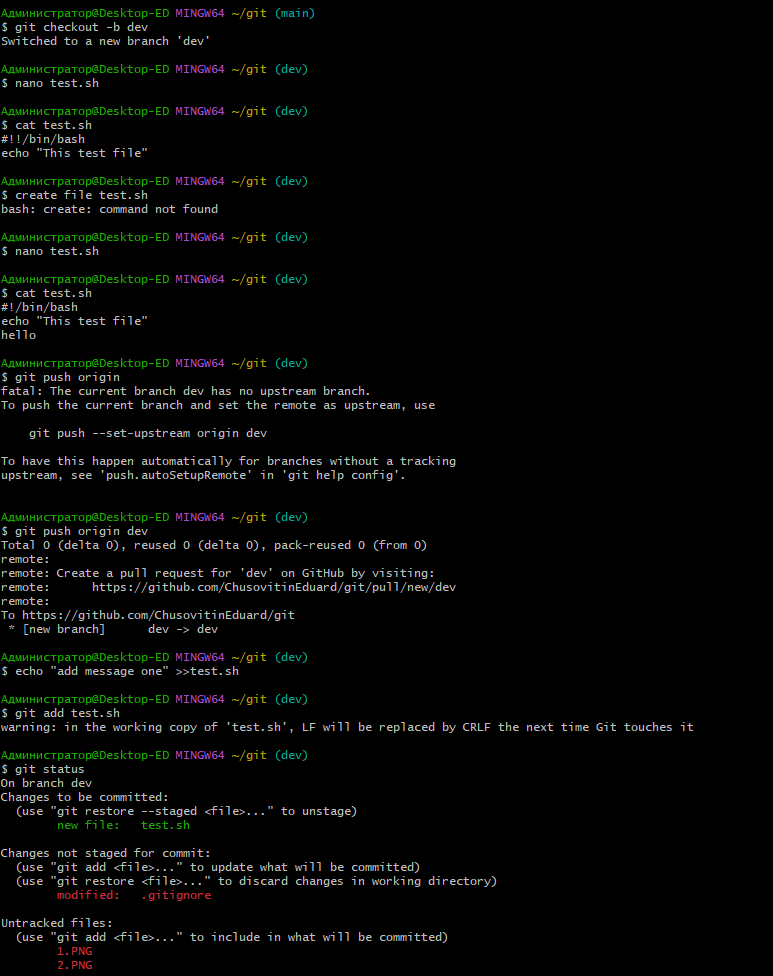 Администратор@Desktop-ED MINGW64 ~/git (main)
$ git checkout -b dev
Switched to a new branch 'dev'
Администратор@Desktop-ED MINGW64 ~/git (dev)
$ nano test.sh
Администратор@Desktop-ED MINGW64 ~/git (dev)
$ cat test.sh
#!!/bin/bash
echo "This test file"
Администратор@Desktop-ED MINGW64 ~/git (dev)
$ create file test.sh
bash: create: command not found
Администратор@Desktop-ED MINGW64 ~/git (dev)
$ nano test.sh
Администратор@Desktop-ED MINGW64 ~/git (dev)
$ cat test.sh
#!/bin/bash
echo "This test file"
hello
Администратор@Desktop-ED MINGW64 ~/git (dev)
$ git push origin
fatal: The current branch dev has no upstream branch.
To push the current branch and set the remote as upstream, use
    git push --set-upstream origin dev
To have this happen automatically for branches without a tracking
upstream, see 'push.autoSetupRemote' in 'git help config'.
Администратор@Desktop-ED MINGW64 ~/git (dev)
$ git push origin dev
Total 0 (delta 0), reused 0 (delta 0), pack-reused 0 (from 0)
remote:
remote: Create a pull request for 'dev' on GitHub by visiting:
remote:      https://github.com/ChusovitinEduard/git/pull/new/dev
remote:
To https://github.com/ChusovitinEduard/git
 * [new branch]      dev -> dev
Администратор@Desktop-ED MINGW64 ~/git (dev)
$ echo "add message one" >>test.sh
Администратор@Desktop-ED MINGW64 ~/git (dev)
$ git add test.sh
warning: in the working copy of 'test.sh', LF will be replaced by CRLF the next time Git touches it
Администратор@Desktop-ED MINGW64 ~/git (dev)
$ git status
On branch dev
Changes to be committed:
  (use "git restore --staged <file>..." to unstage)
        new file:   test.sh
Changes not staged for commit:
  (use "git add <file>..." to update what will be committed)
  (use "git restore <file>..." to discard changes in working directory)
        modified:   .gitignore
Untracked files:
  (use "git add <file>..." to include in what will be committed)
        1.PNG
        2.PNG